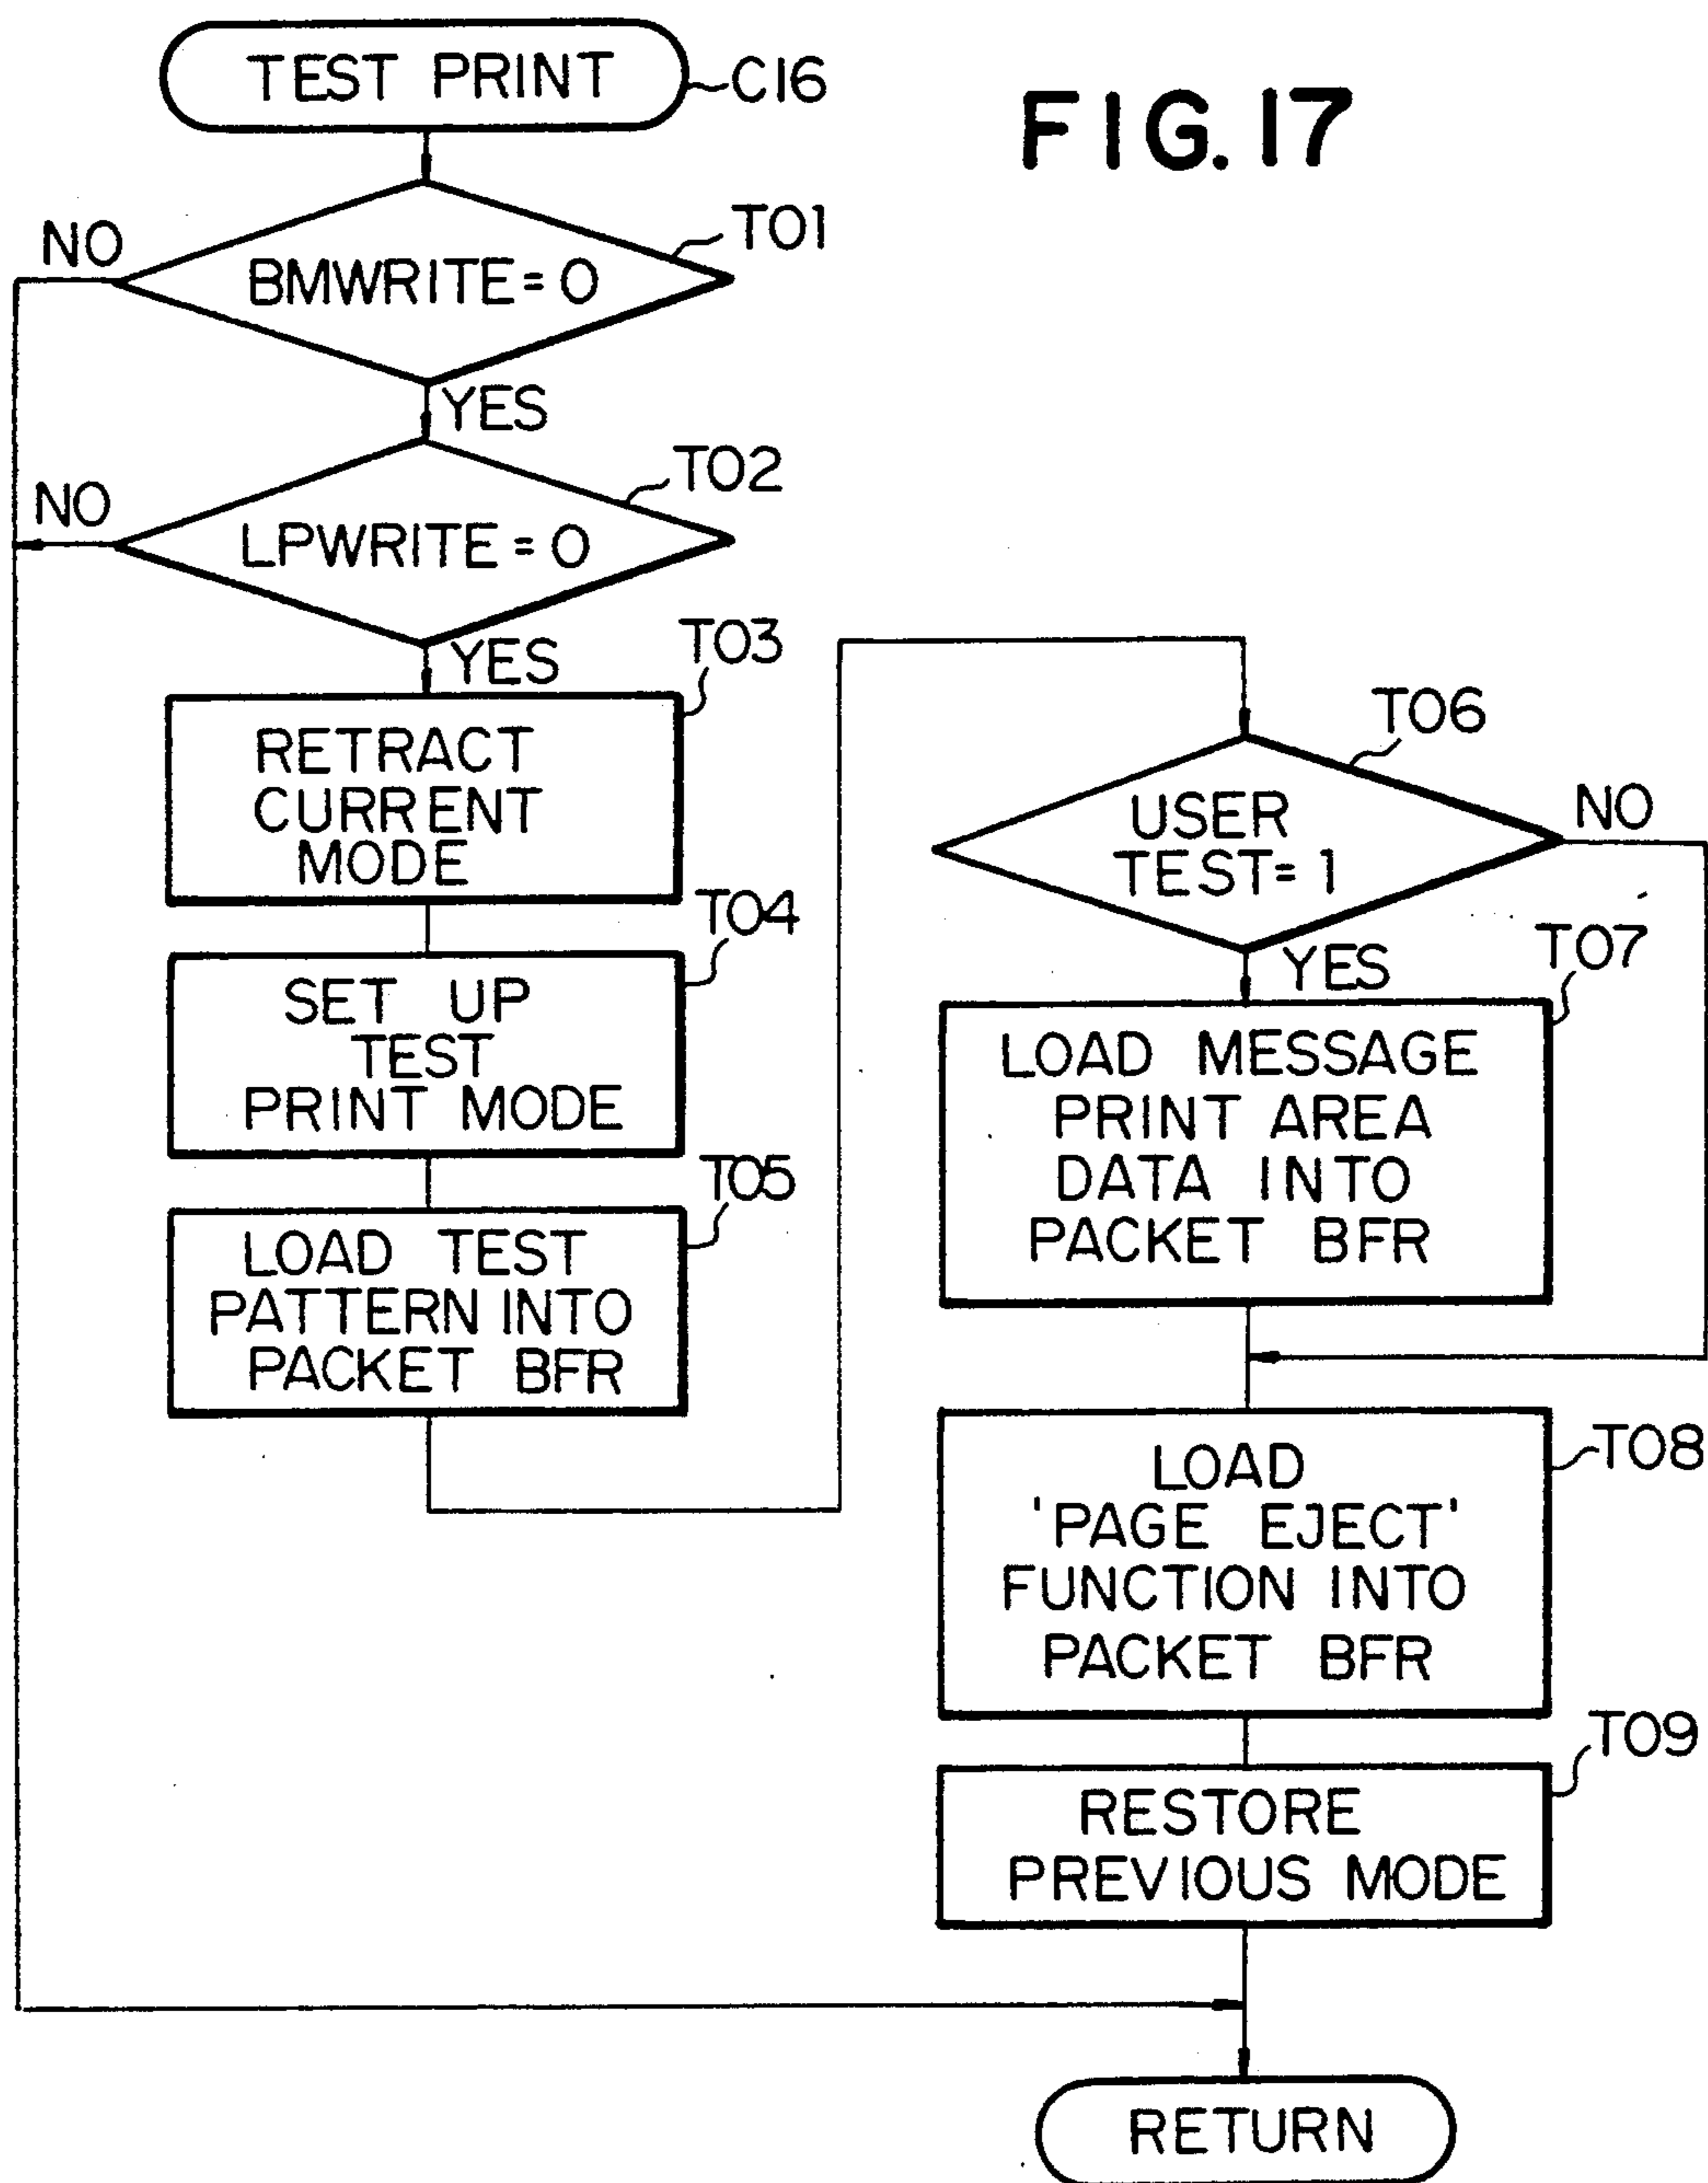 FIG. 17
TEST PRINT
C16
T01
NO
BMWRITE = 0
YES
T02
NO
LPWRITE = 0
YES
T03
RETRACT
CURRENT
MODE
T04
SET UP
TEST
PRINT MODE
T05
LOAD TEST
PATTERN INTO
PACKET BFR
T06
USER
TEST = 1
NO
YES
T07
LOAD MESSAGE
PRINT AREA
DATA INTO
PACKET BFR
T08
LOAD
'PAGE EJECT'
FUNCTION INTO
PACKET BFR
T09
RESTORE
PREVIOUS MODE
RETURN